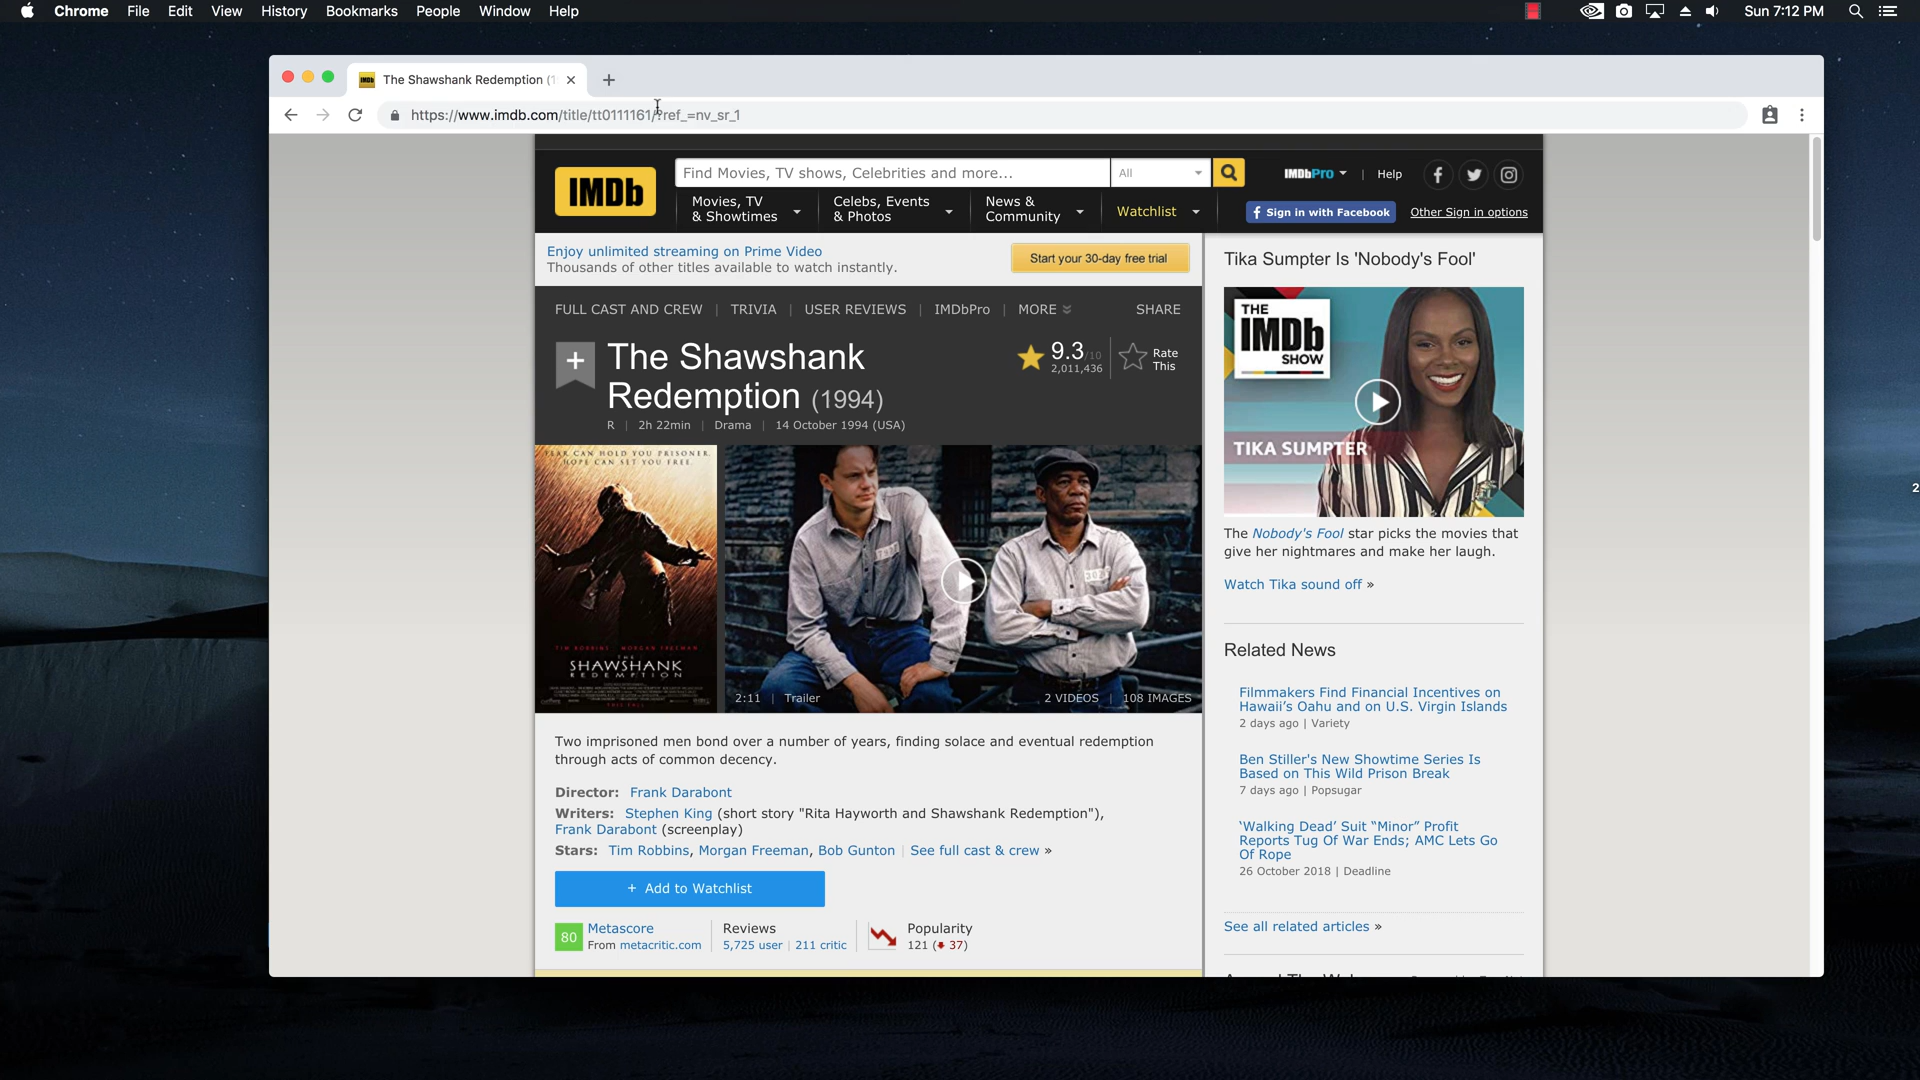 Chrome File Edit View History Bookmarks People Window Help
Sun 7:12 PM
IMDb The Shawshank Redemption (1
https://www.imdb.com/title/tt0111161/?ref_=nv_sr_1
IMDb
Find Movies, TV shows, Celebrities and more...
All
IMDbPro | Help
Movies, TV
& Showtimes
Celebs, Events
& Photos
News &
Community
Watchlist
f Sign in with Facebook
Other Sign in options
Enjoy unlimited streaming on Prime Video
Thousands of other titles available to watch instantly.
Start your 30-day free trial
FULL CAST AND CREW | TRIVIA | USER REVIEWS | IMDbPro | MORE
SHARE
+
The Shawshank
Redemption (1994)
9.3/10
2,011,436
Rate
This
R | 2h 22min | Drama | 14 October 1994 (USA)
FEAR CAN HOLD YOU PRISONER.
HOPE CAN SET YOU FREE.
TIM ROBBINS MORGAN FREEMAN
THE
SHAWSHANK
REDEMPTION
2:11 | Trailer
2 VIDEOS | 108 IMAGES
Two imprisoned men bond over a number of years, finding solace and eventual redemption
through acts of common decency.
Director: Frank Darabont
Writers: Stephen King (short story "Rita Hayworth and Shawshank Redemption"),
Frank Darabont (screenplay)
Stars: Tim Robbins, Morgan Freeman, Bob Gunton | See full cast & crew »
+ Add to Watchlist
80
Metascore
From metacritic.com
Reviews
5,725 user | 211 critic
Popularity
121 (37)
Tika Sumpter Is 'Nobody's Fool'
THE
IMDb
SHOW
TIKA SUMPTER
The Nobody's Fool star picks the movies that
give her nightmares and make her laugh.
Watch Tika sound off »
Related News
Filmmakers Find Financial Incentives on
Hawaii's Oahu and on U.S. Virgin Islands
2 days ago | Variety
Ben Stiller's New Showtime Series Is
Based on This Wild Prison Break
7 days ago | Popsugar
‘Walking Dead’ Suit “Minor” Profit
Reports Tug Of War Ends; AMC Lets Go
Of Rope
26 October 2018 | Deadline
See all related articles »
2